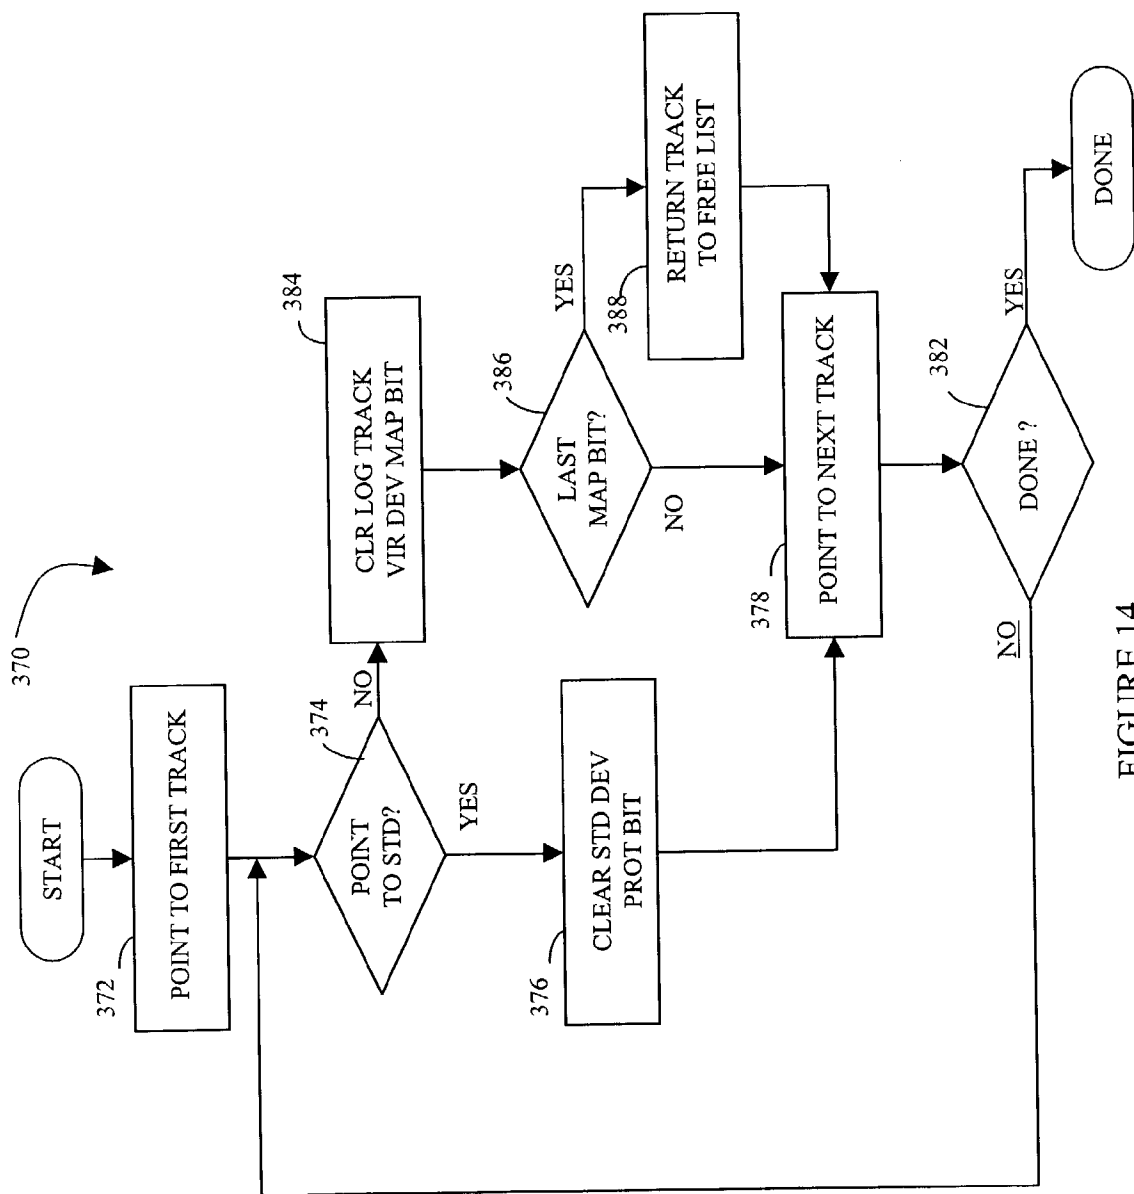 370
START
372
POINT TO FIRST TRACK
374
POINT
TO STD?
NO
YES
384
CLR LOG TRACK
VIR DEV MAP BIT
376
CLEAR STD DEV
PROT BIT
386
LAST
MAP BIT?
YES
NO
388
RETURN TRACK
TO FREE LIST
378
POINT TO NEXT TRACK
382
DONE ?
YES
NO
DONE
FIGURE 14